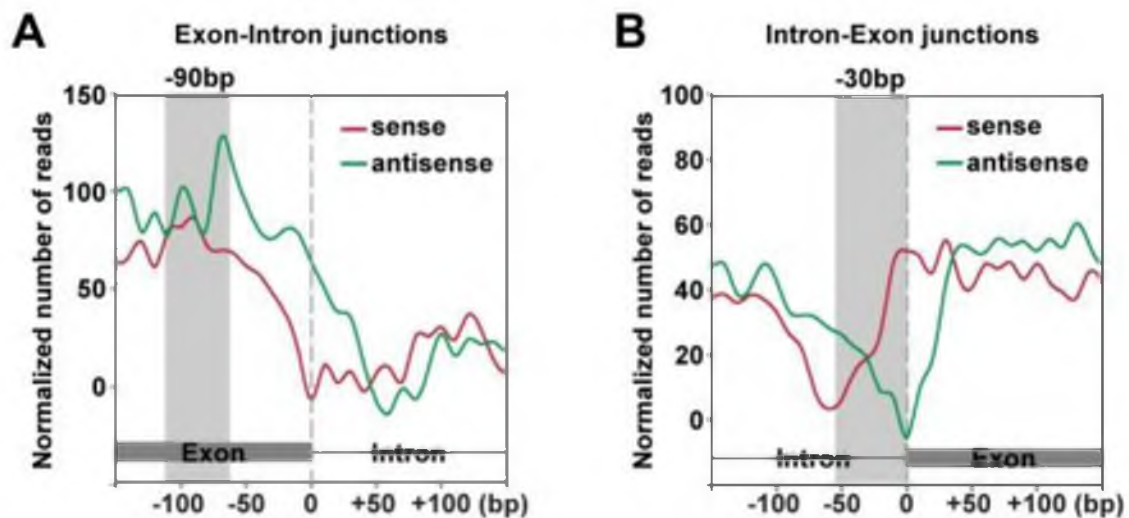 A
Exon-Intron junctions
-90bp
150
100
50
0
Normalized number of reads
sense
antisense
Exon
Intron
-100 -50 0 +50 +100 (bp)
B
Intron-Exon junctions
-30bp
100
80
60
40
20
0
Normalized number of reads
sense
antisense
Intron
Exon
-100 -50 0 +50 +100 (bp)